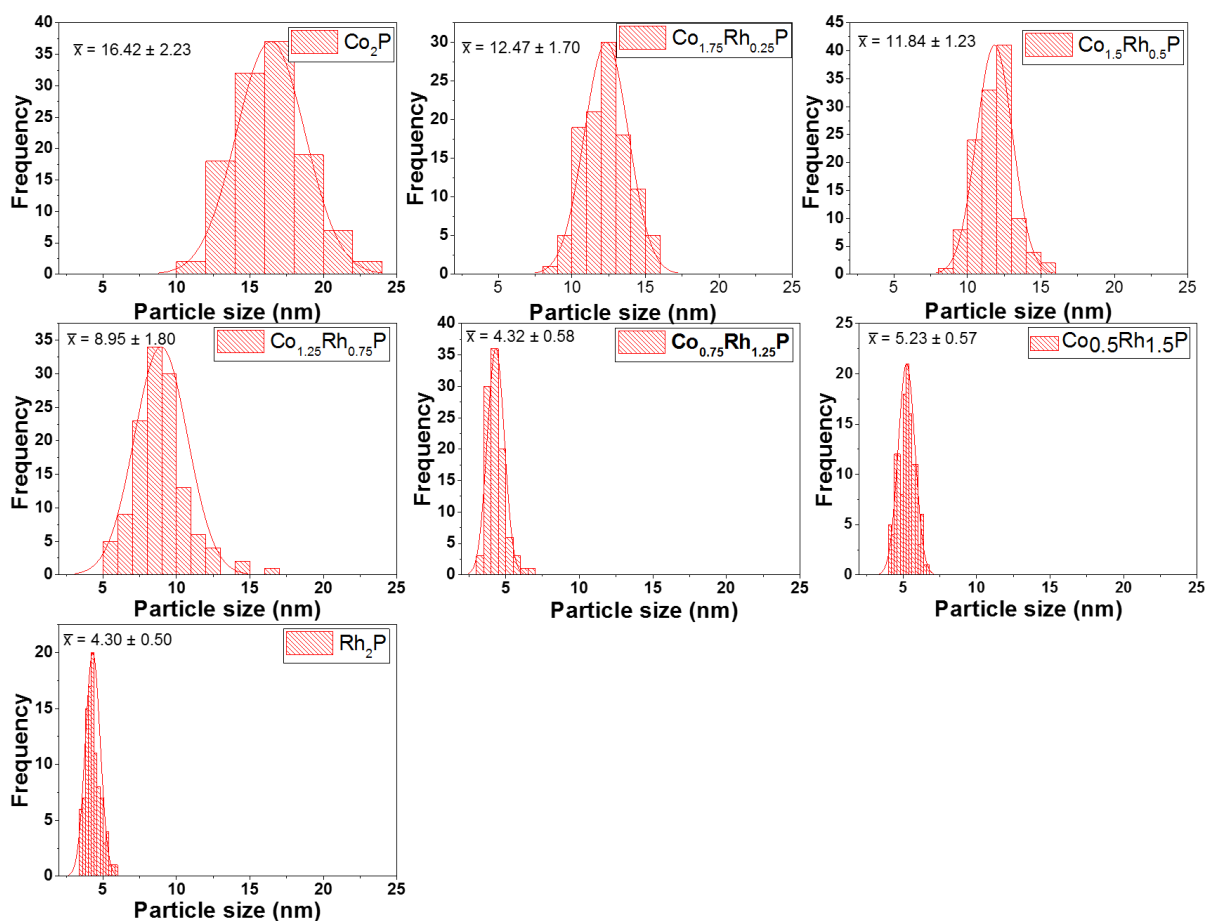 x̅ = 16.42 ± 2.23
Co₂P
Frequency
40
35
30
25
20
15
10
5
0
5 10 15 20 25
Particle size (nm)
x̅ = 12.47 ± 1.70
Co₁.₇₅Rh₀.₂₅P
Frequency
30
25
20
15
10
5
0
5 10 15 20 25
Particle size (nm)
x̅ = 11.84 ± 1.23
Co₁.₅Rh₀.₅P
Frequency
45
40
35
30
25
20
15
10
5
0
5 10 15 20 25
Particle size (nm)
x̅ = 8.95 ± 1.80
Co₁.₂₅Rh₀.₇₅P
Frequency
35
30
25
20
15
10
5
0
5 10 15 20 25
Particle size (nm)
x̅ = 4.32 ± 0.58
Co₀.₇₅Rh₁.₂₅P
Frequency
40
35
30
25
20
15
10
5
0
5 10 15 20 25
Particle size (nm)
x̅ = 5.23 ± 0.57
Co0.5Rh1.5P
Frequency
25
20
15
10
5
0
5 10 15 20 25
Particle size (nm)
x̅ = 4.30 ± 0.50
Rh₂P
Frequency
20
15
10
5
0
5 10 15 20 25
Particle size (nm)